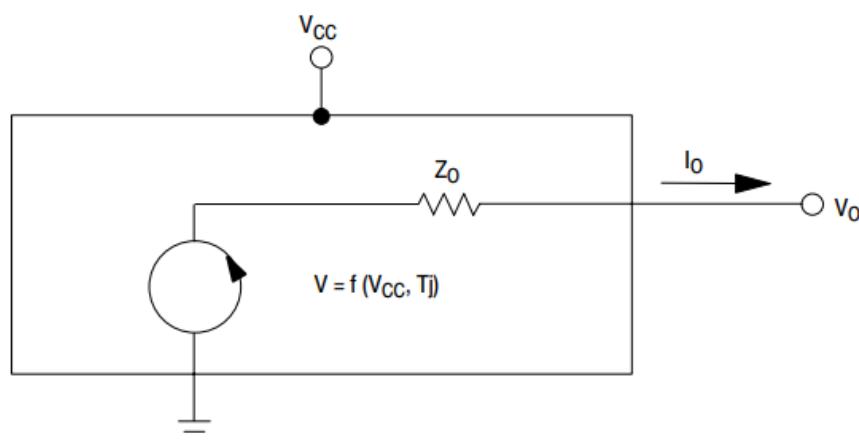 VCC
ZO
IO
VO
V = f (VCC, Tj)